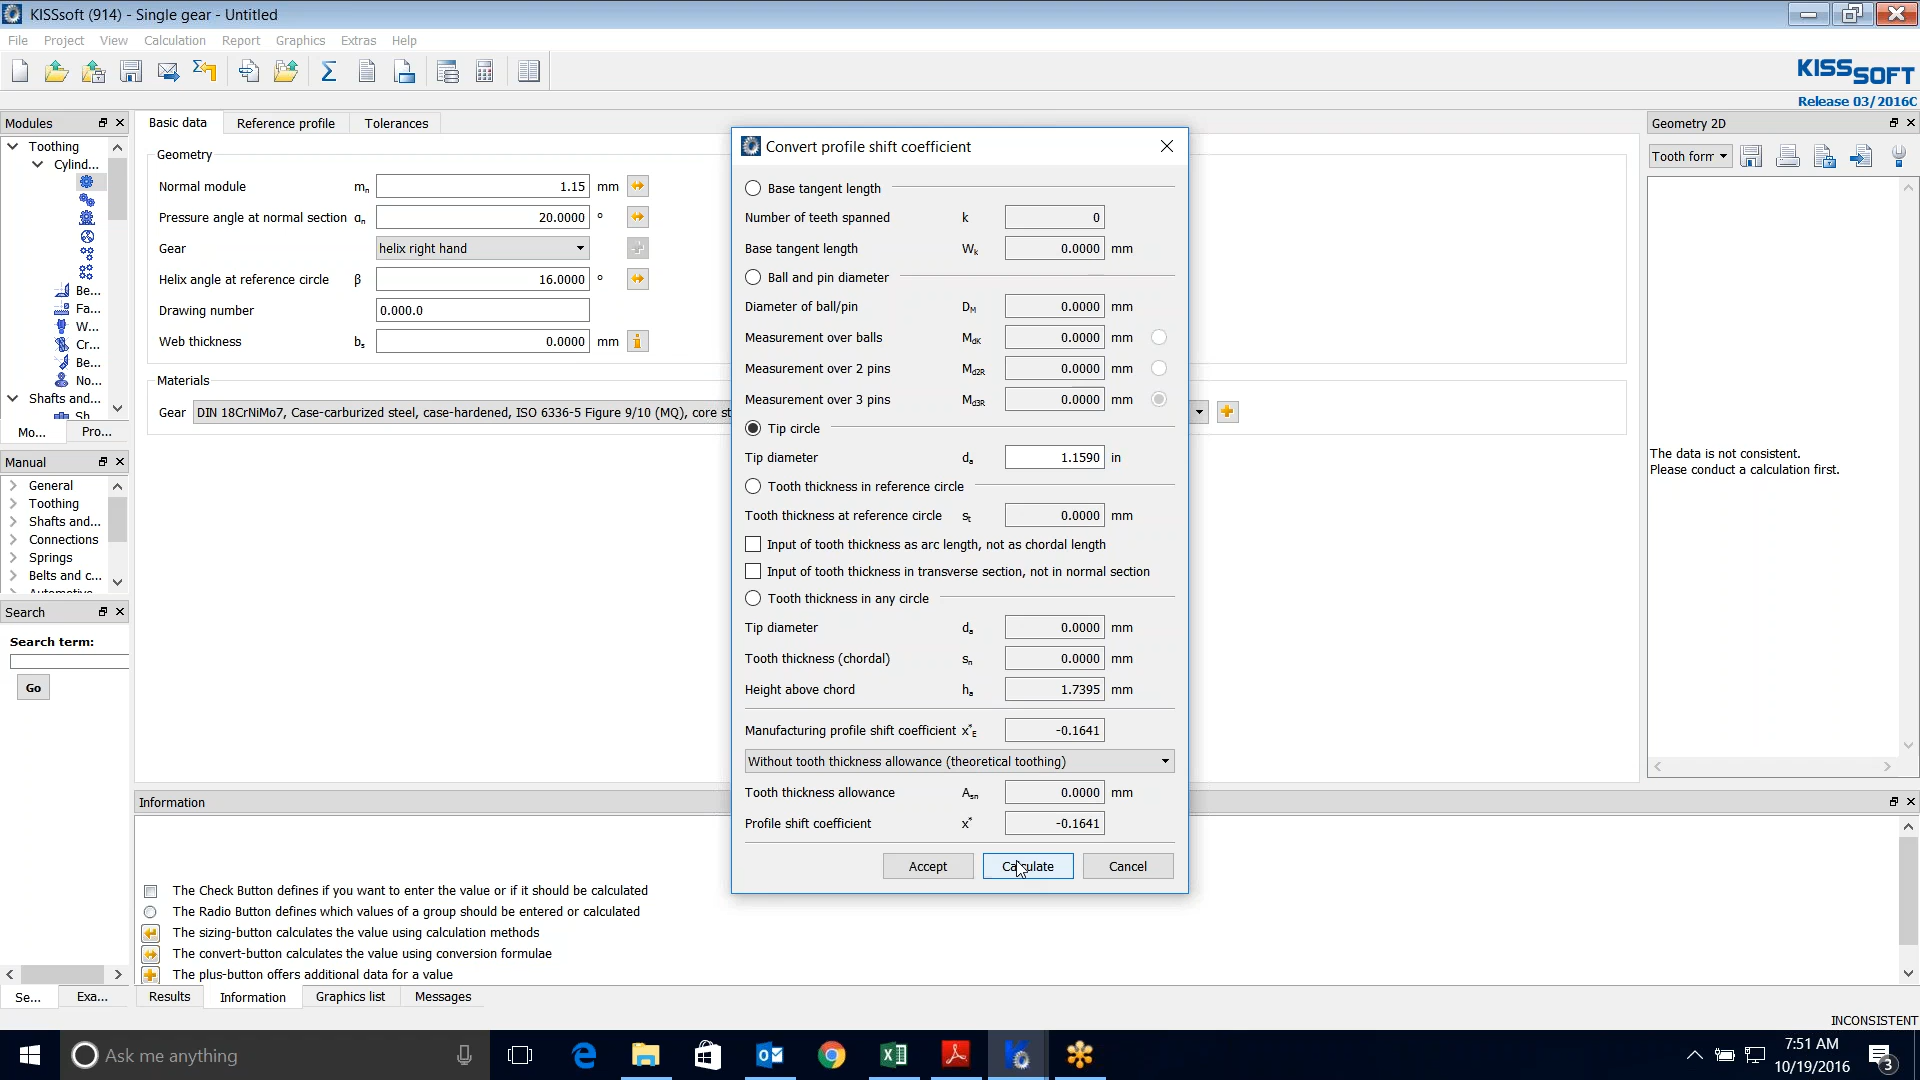 KISSsoft (914) - Single gear - Untitled
File Project View Calculation Report Graphics Extras Help
KISSSOFT
Release 03/2016C
Modules
Toothing
Cylind...
Be...
Fa...
W...
Cr...
Be...
No...
Shafts and...
Sh
Mo... Pro...
Manual
General
Toothing
Shafts and...
Connections
Springs
Belts and c...
Automotive
Search
Search term:
Go
Se... Exa...
Basic data Reference profile Tolerances
Geometry
Normal module mn 1.15 mm
Pressure angle at normal section αn 20.0000 °
Gear helix right hand
Helix angle at reference circle β 16.0000 °
Drawing number 0.000.0
Web thickness bs 0.0000 mm
Materials
Gear DIN 18CrNiMo7, Case-carburized steel, case-hardened, ISO 6336-5 Figure 9/10 (MQ), core st
Convert profile shift coefficient
Base tangent length
Number of teeth spanned k 0
Base tangent length Wk 0.0000 mm
Ball and pin diameter
Diameter of ball/pin DM 0.0000 mm
Measurement over balls MdK 0.0000 mm
Measurement over 2 pins Md2R 0.0000 mm
Measurement over 3 pins Md3R 0.0000 mm
Tip circle
Tip diameter da 1.1590 in
Tooth thickness in reference circle
Tooth thickness at reference circle st 0.0000 mm
Input of tooth thickness as arc length, not as chordal length
Input of tooth thickness in transverse section, not in normal section
Tooth thickness in any circle
Tip diameter da 0.0000 mm
Tooth thickness (chordal) sn 0.0000 mm
Height above chord ha 1.7395 mm
Manufacturing profile shift coefficient x*E -0.1641
Without tooth thickness allowance (theoretical toothing)
Tooth thickness allowance Asn 0.0000 mm
Profile shift coefficient x* -0.1641
Accept Calculate Cancel
Geometry 2D
Tooth form
The data is not consistent.
Please conduct a calculation first.
Information
The Check Button defines if you want to enter the value or if it should be calculated
The Radio Button defines which values of a group should be entered or calculated
The sizing-button calculates the value using calculation methods
The convert-button calculates the value using conversion formulae
The plus-button offers additional data for a value
Results Information Graphics list Messages
INCONSISTENT
Ask me anything
7:51 AM
10/19/2016
3